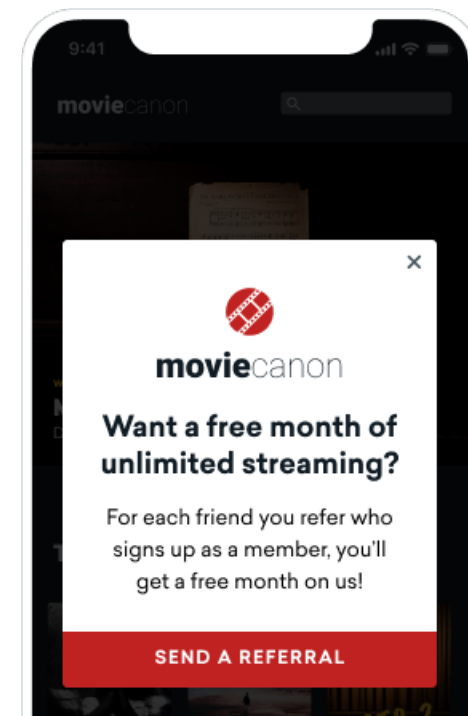 9:41
moviecanon
moviecanon
Want a free month of
unlimited streaming?
For each friend you refer who
signs up as a member, you'll
get a free month on us!
SEND A REFERRAL